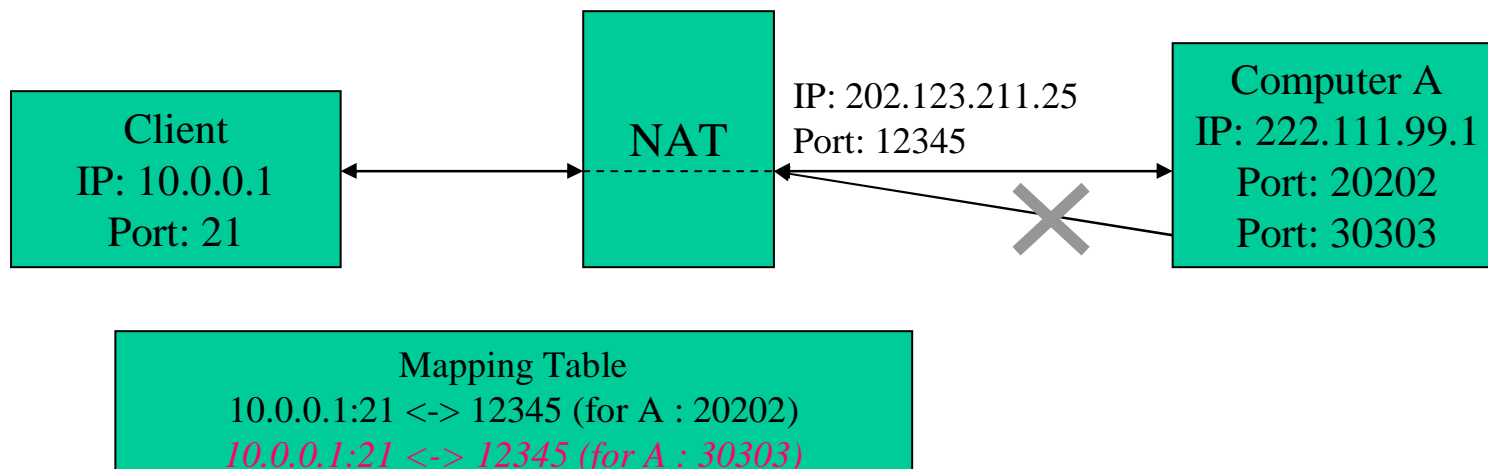 Client
IP: 10.0.0.1
Port: 21
NAT
IP: 202.123.211.25
Port: 12345
Computer A
IP: 222.111.99.1
Port: 20202
Port: 30303
Mapping Table
10.0.0.1:21 <-> 12345 (for A : 20202)
10.0.0.1:21 <-> 12345 (for A : 30303)